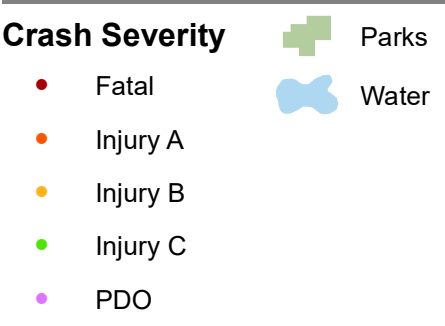 Crash Severity
Fatal
Injury A
Injury B
Injury C
PDO
Parks
Water